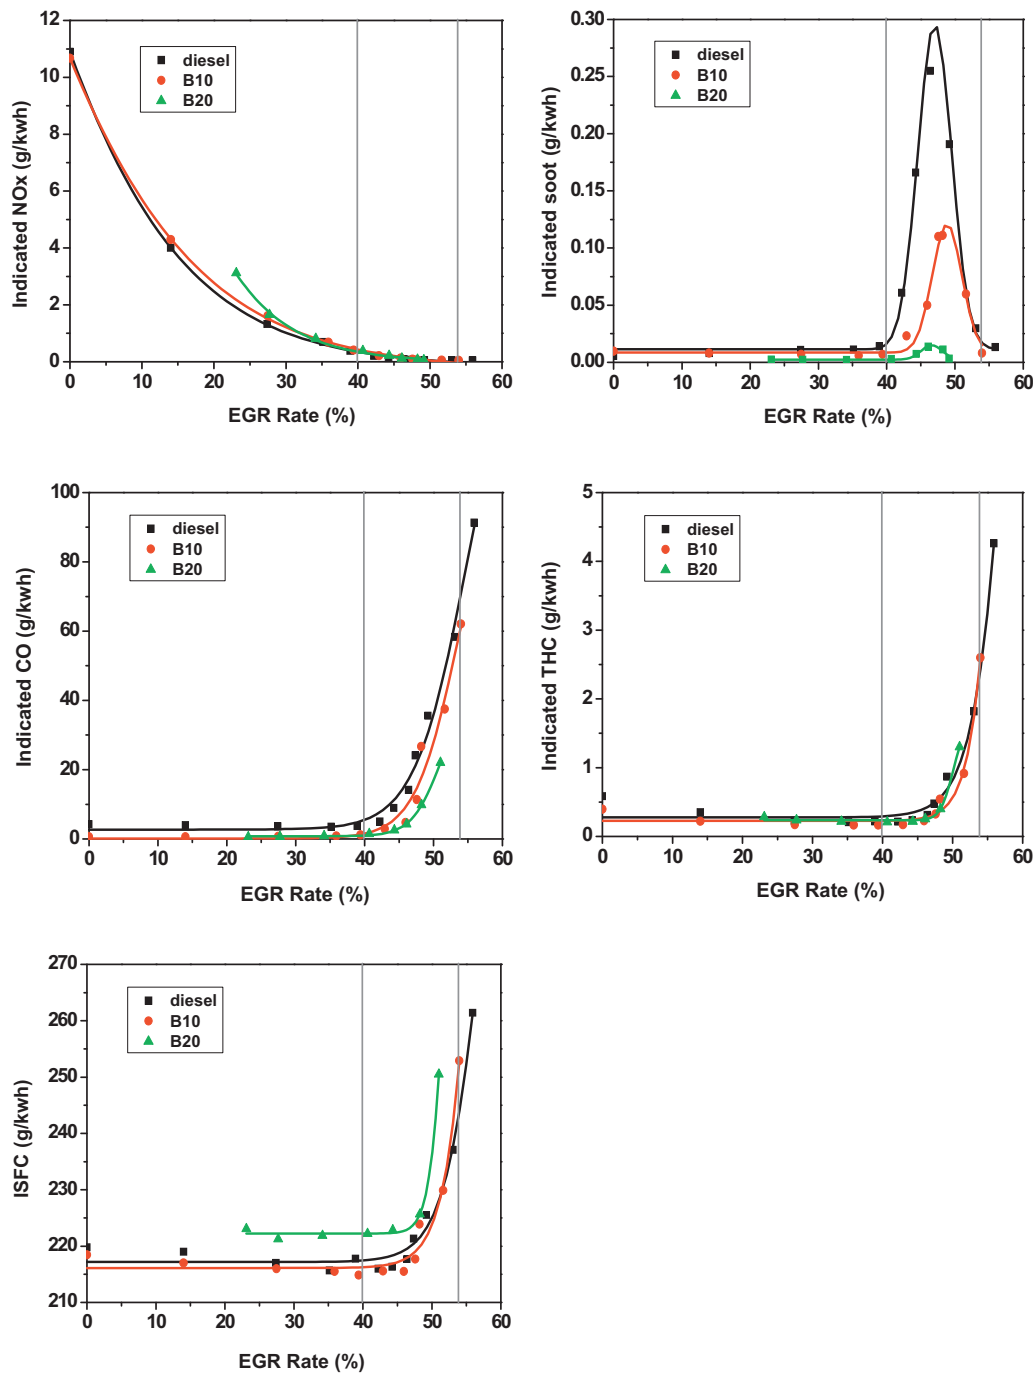 12
10
8
6
4
2
0
Indicated NOx (g/kwh)
diesel
B10
B20
0 10 20 30 40 50 60
EGR Rate (%)
0.30
0.25
0.20
0.15
0.10
0.05
0.00
Indicated soot (g/kwh)
diesel
B10
B20
0 10 20 30 40 50 60
EGR Rate (%)
100
80
60
40
20
0
Indicated CO (g/kwh)
diesel
B10
B20
0 10 20 30 40 50 60
EGR Rate (%)
5
4
3
2
1
0
Indicated THC (g/kwh)
diesel
B10
B20
0 10 20 30 40 50 60
EGR Rate (%)
270
260
250
240
230
220
210
ISFC (g/kwh)
diesel
B10
B20
0 10 20 30 40 50 60
EGR Rate (%)